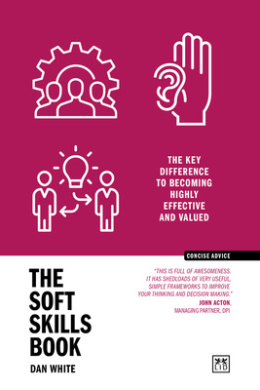 THE KEY
DIFFERENCE
TO BECOMING
HIGHLY
EFFECTIVE
AND VALUED
CONCISE ADVICE
"THIS IS FULL OF AWESOMENESS.
IT HAS SHEDLOADS OF VERY USEFUL,
SIMPLE FRAMEWORKS TO IMPROVE
YOUR THINKING AND DECISION MAKING."
JOHN ACTON,
MANAGING PARTNER, OPI
THE
SOFT
SKILLS
BOOK
DAN WHITE
LID